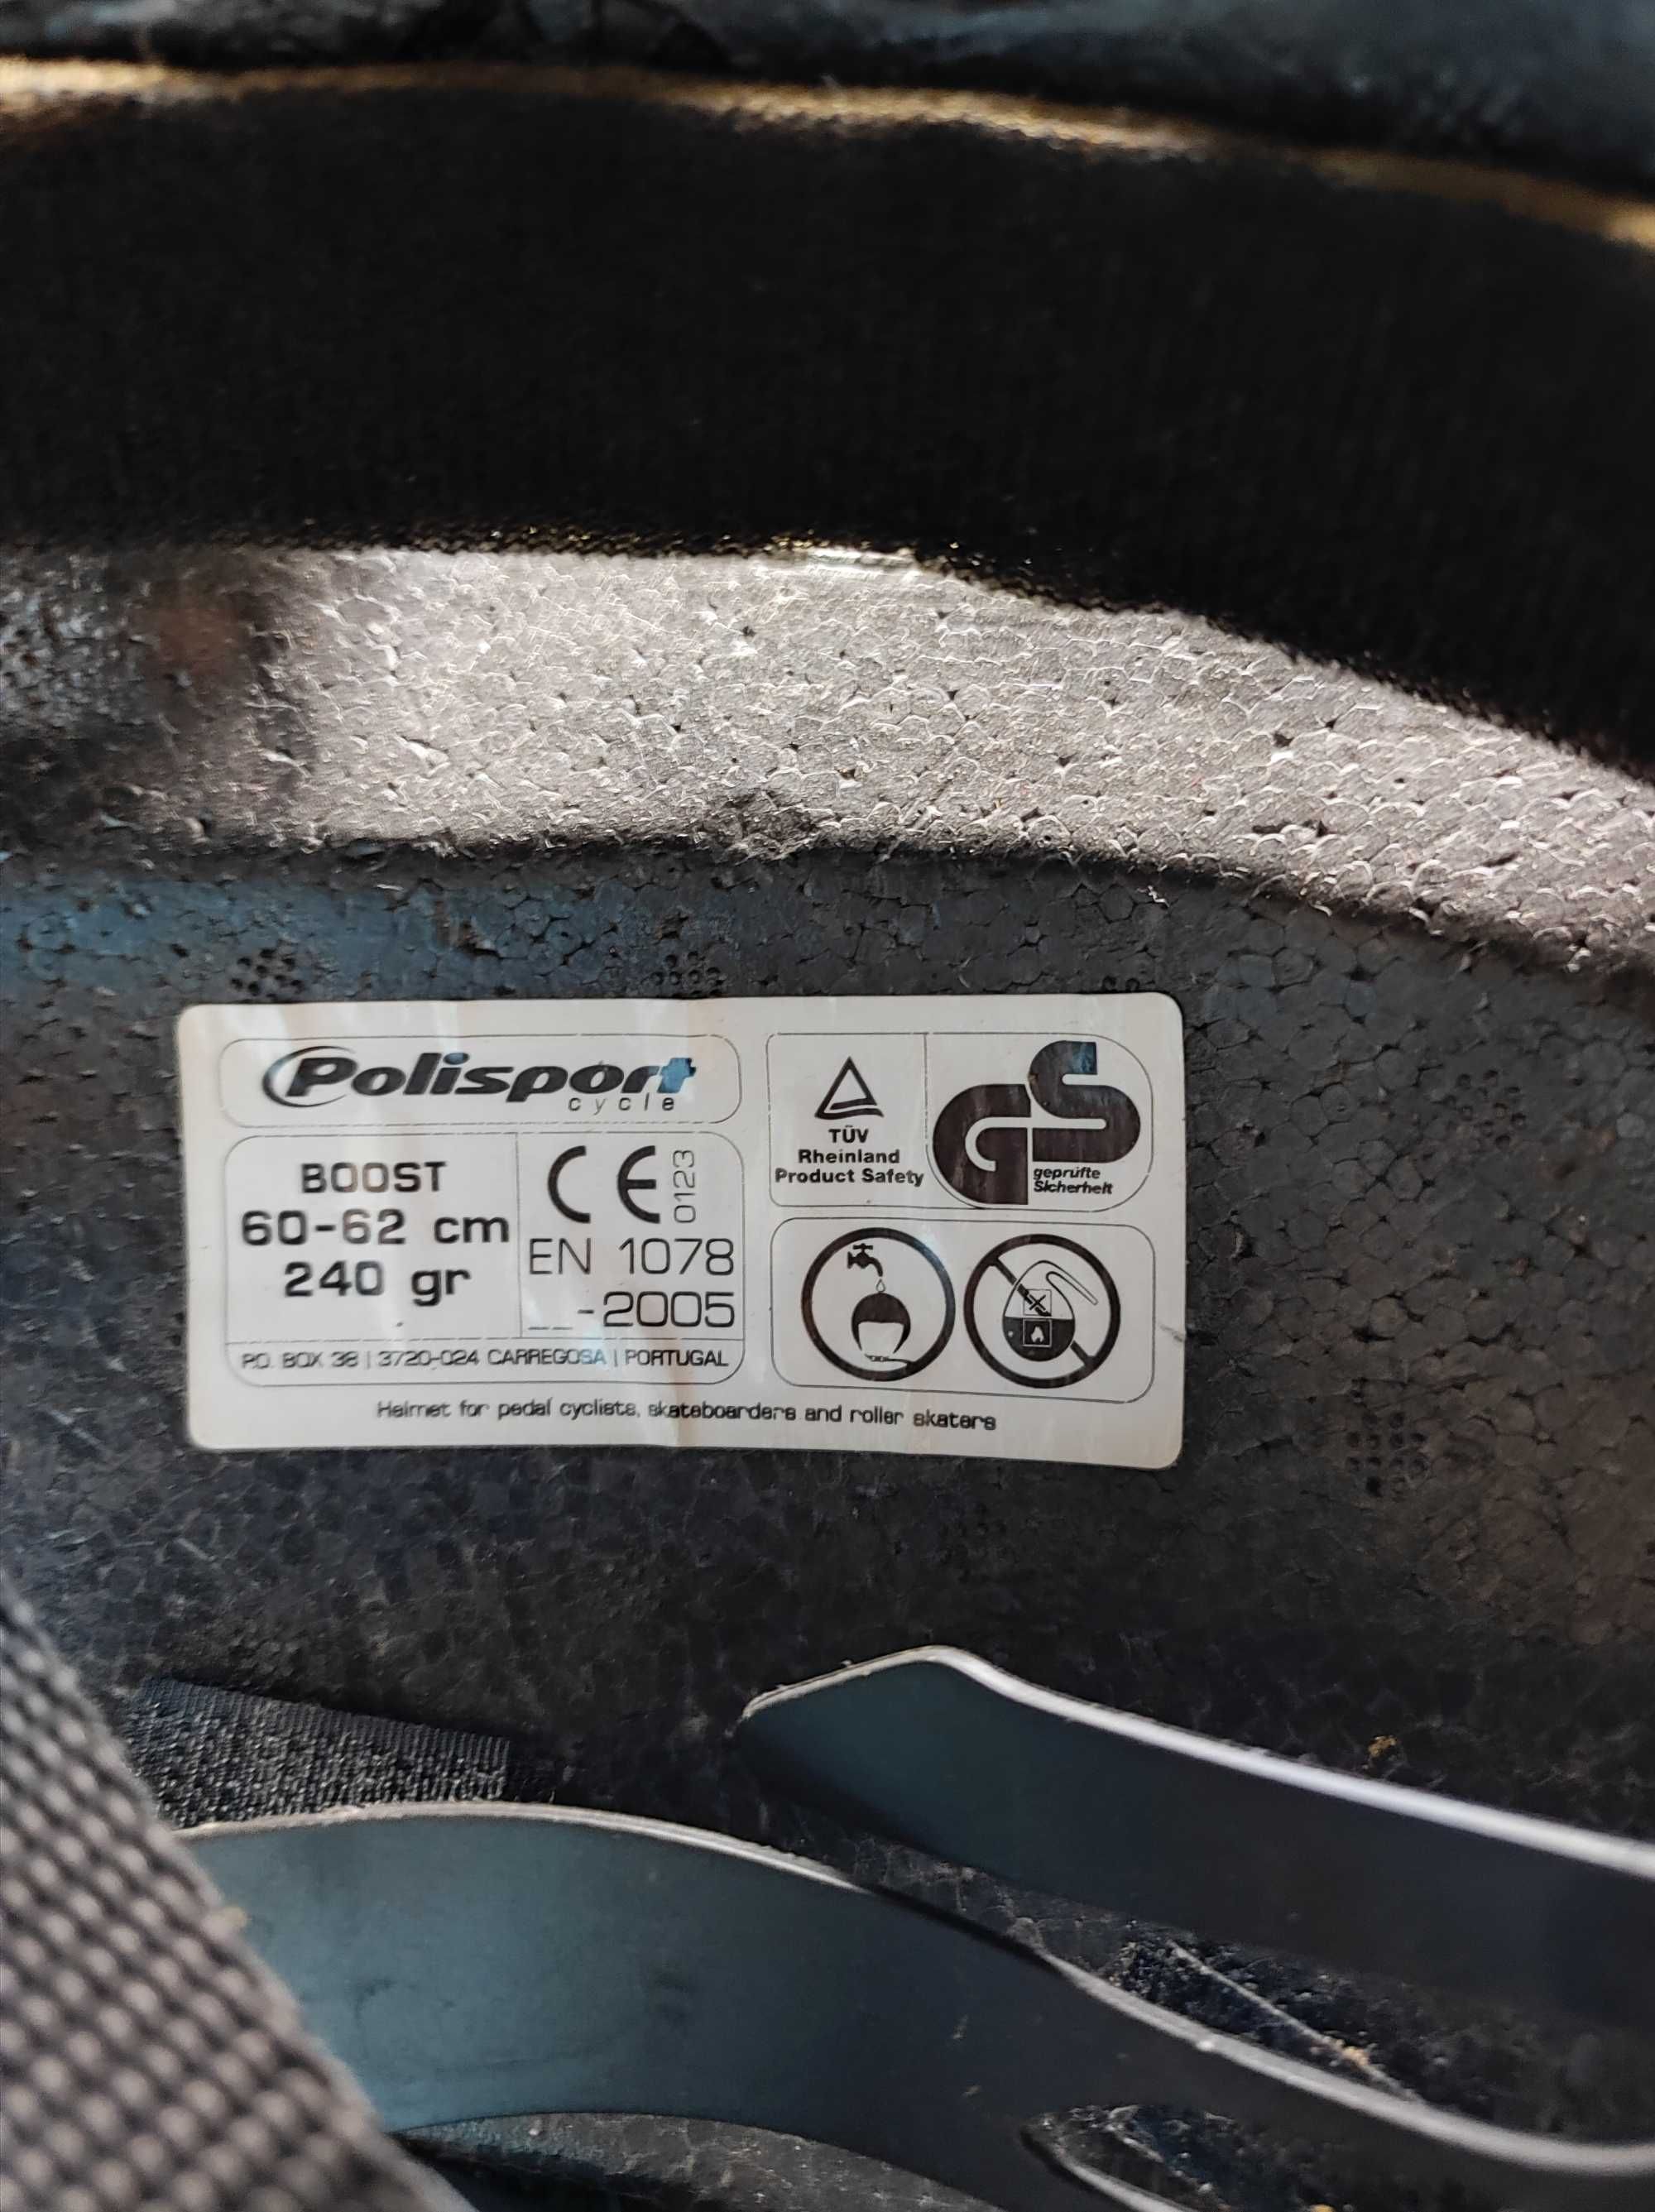 Polisport
cycle
BOOST
60-62 cm
240 gr
CE 0123
EN 1078
__-2005
P.O. BOX 38 | 3720-024 CARREGOSA | PORTUGAL
TÜV
Rheinland
Product Safety
GS
geprüfte
Sicherheit
Helmet for pedal cyclists, skateboarders and roller skaters